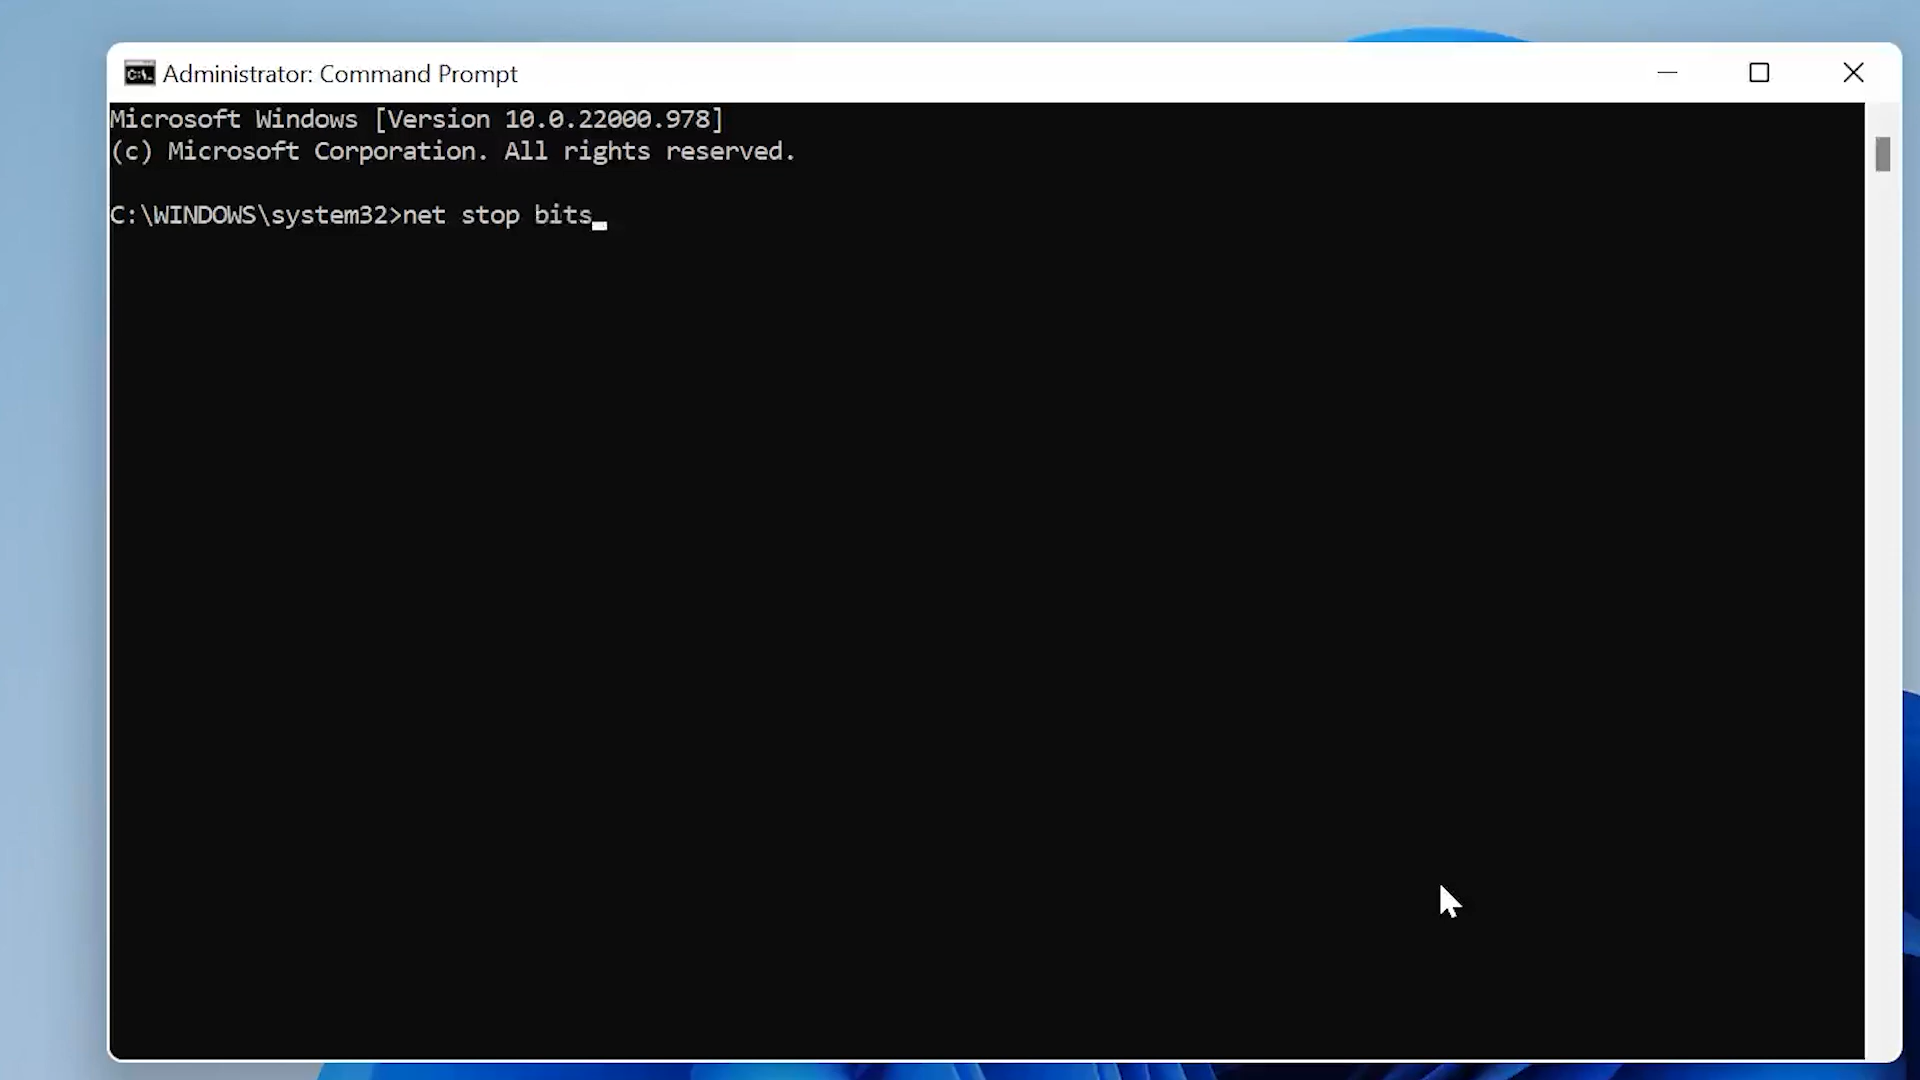 Administrator: Command Prompt
Microsoft Windows [Version 10.0.22000.978]
(c) Microsoft Corporation. All rights reserved.
C:\WINDOWS\system32>net stop bits